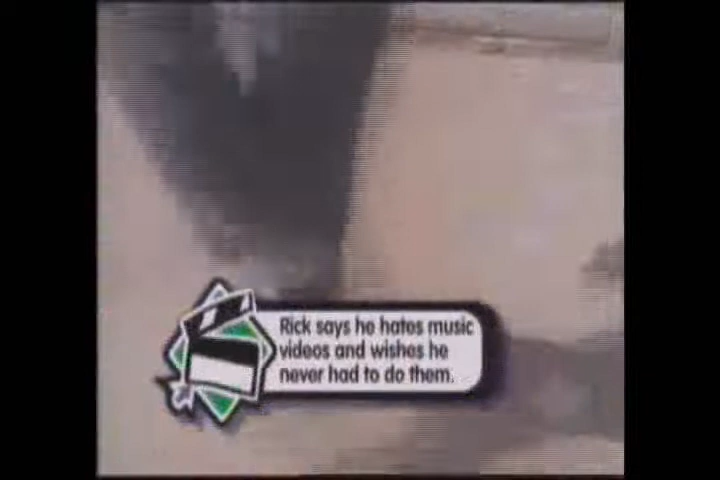 Rick says he hates music
videos and wishes he
never had to do them.